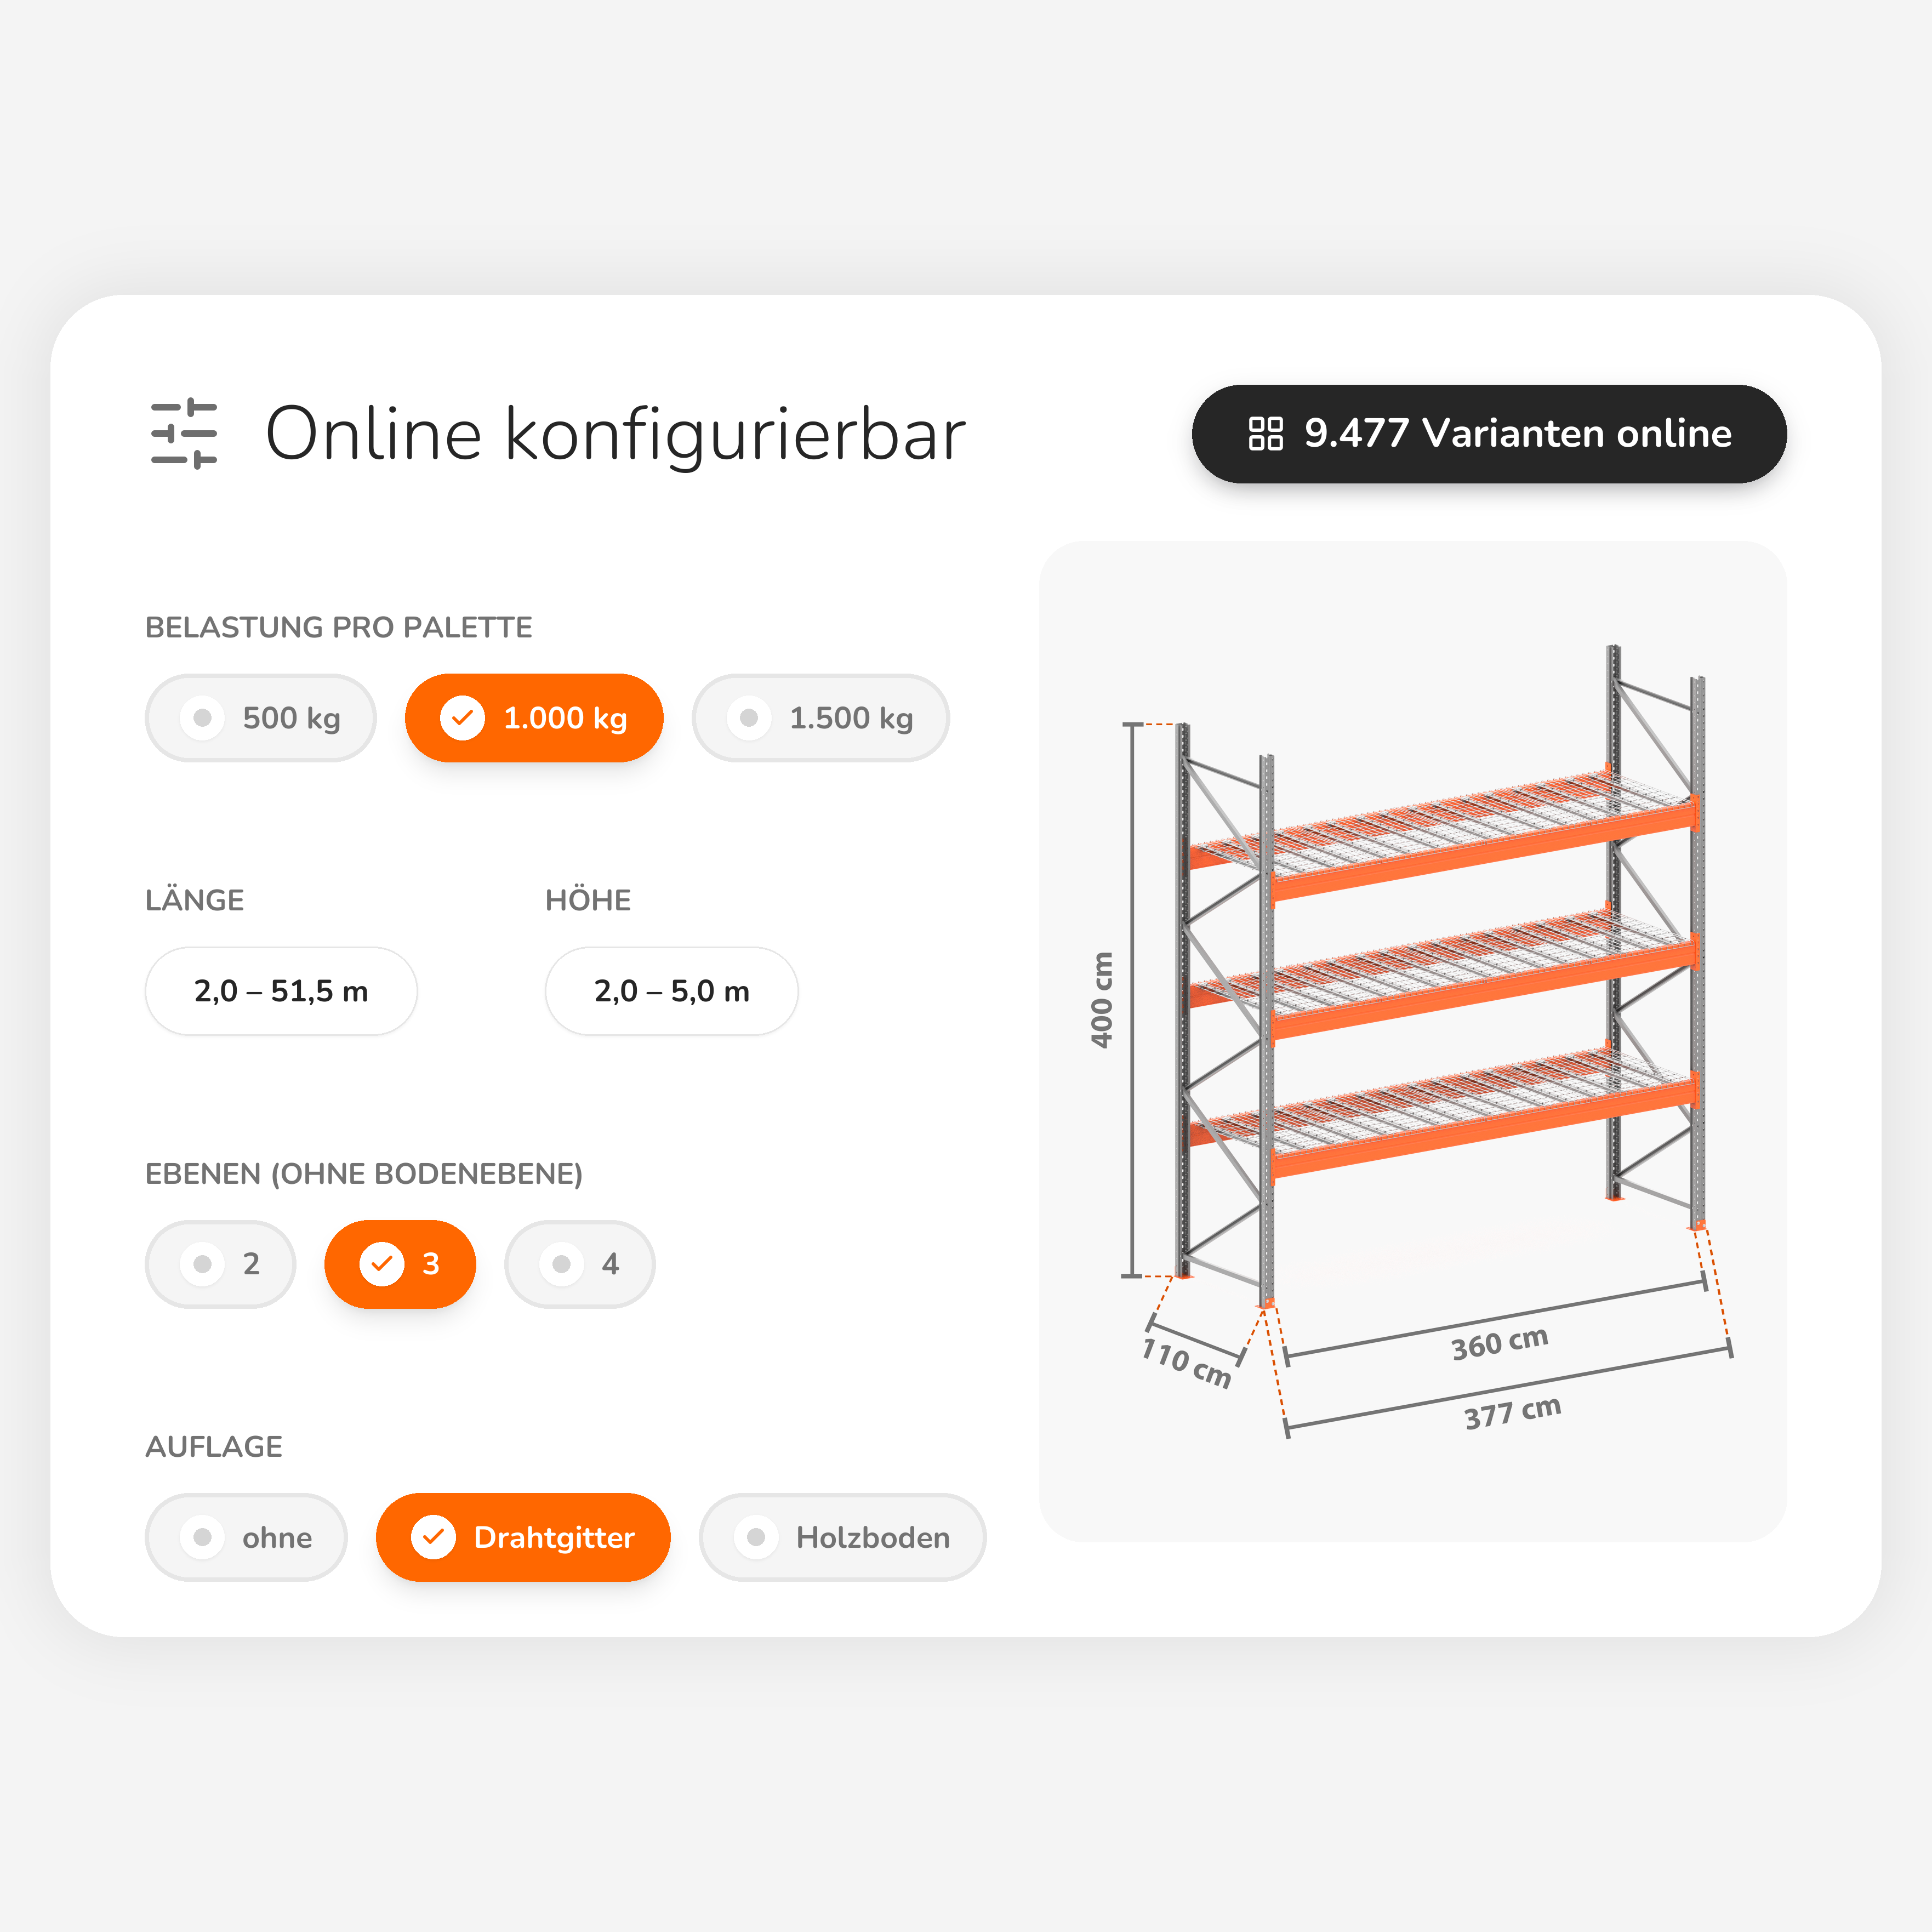 Online konfigurierbar
9.477 Varianten online
BELASTUNG PRO PALETTE
500 kg
1.000 kg
1.500 kg
LÄNGE
HÖHE
2,0 – 51,5 m
2,0 – 5,0 m
EBENEN (OHNE BODENEBENE)
2
3
4
AUFLAGE
ohne
Drahtgitter
Holzboden
400 cm
110 cm
360 cm
377 cm